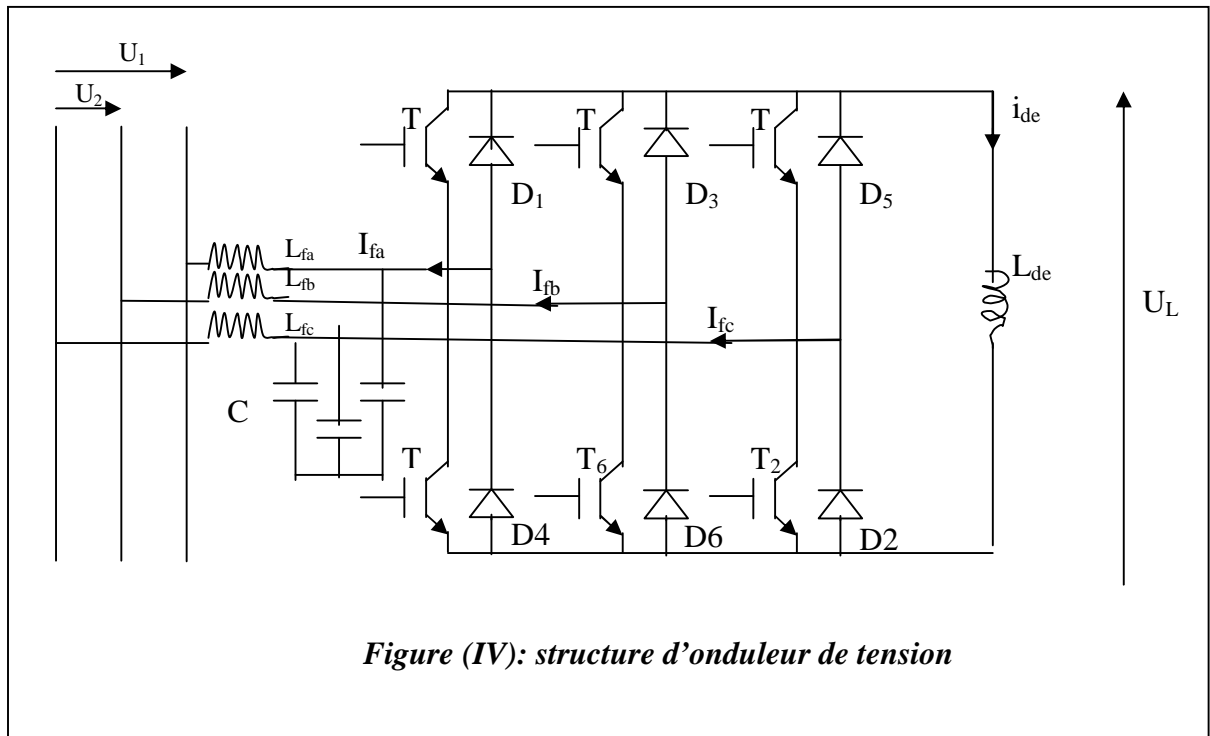 U₁
U₂
T
T
T
i_de
D₁
D₃
D₅
L_fa
I_fa
L_fb
I_fb
L_de
U_L
L_fc
I_fc
C
T
T₆
T₂
D4
D6
D2
Figure (IV): structure d’onduleur de tension